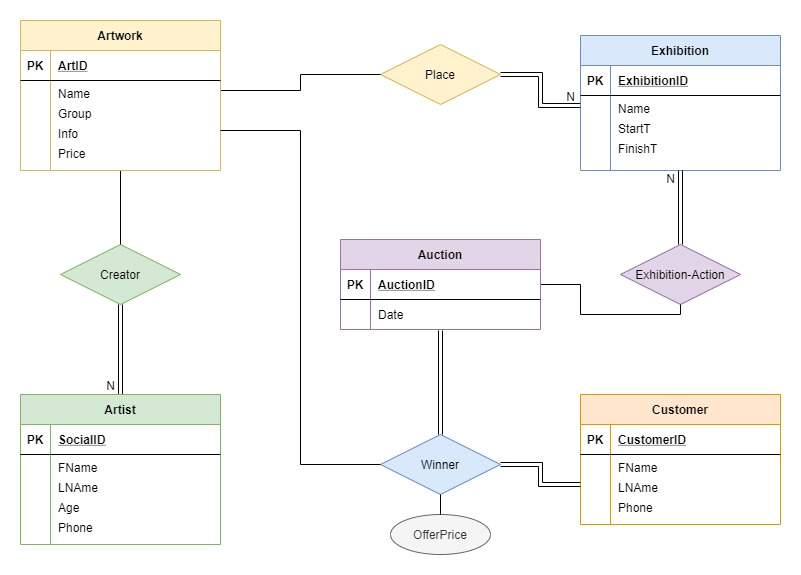 Artwork
PK ArtID
Name
Group
Info
Price
Place
Exhibition
PK ExhibitionID
Name
StartT
FinishT
N
N
Creator
Auction
PK AuctionID
Date
Exhibition-Action
N
Artist
PK SocialID
FName
LNAme
Age
Phone
Winner
OfferPrice
Customer
PK CustomerID
FName
LNAme
Phone